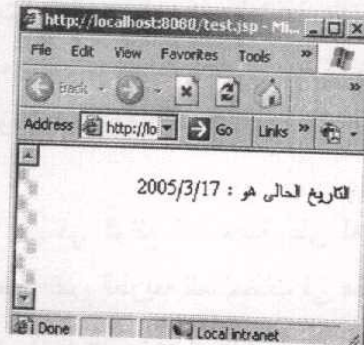 http://localhost:8080/test.jsp - Mi...
File Edit View Favorites Tools »
Back
Address http://lo Go Links »
التاريخ الحالى هو : 2005/3/17
Done Local intranet